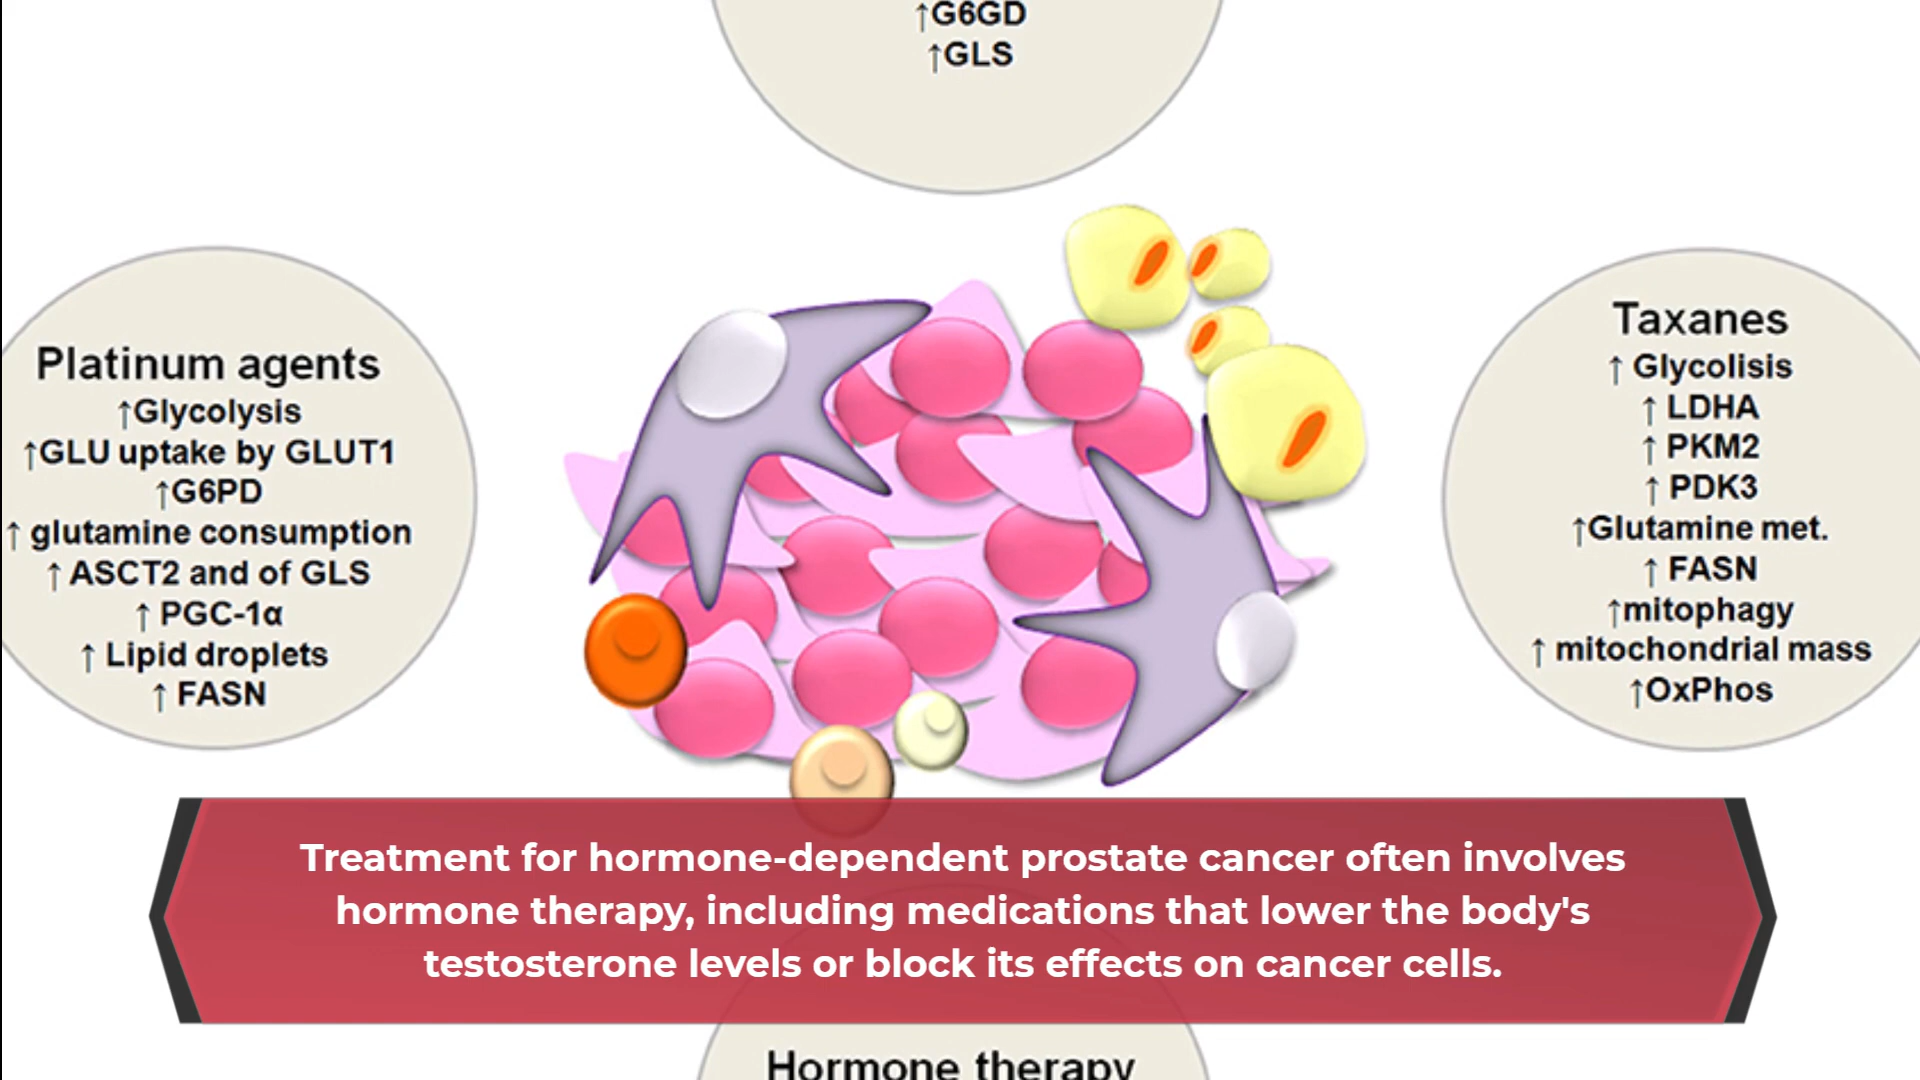 ↑G6GD
↑GLS
Platinum agents
↑Glycolysis
↑GLU uptake by GLUT1
↑G6PD
↑ glutamine consumption
↑ ASCT2 and of GLS
↑ PGC-1α
↑ Lipid droplets
↑ FASN
Taxanes
↑ Glycolisis
↑ LDHA
↑ PKM2
↑ PDK3
↑Glutamine met.
↑ FASN
↑mitophagy
↑ mitochondrial mass
↑OxPhos
Treatment for hormone-dependent prostate cancer often involves
hormone therapy, including medications that lower the body's
testosterone levels or block its effects on cancer cells.
Hormone therapy